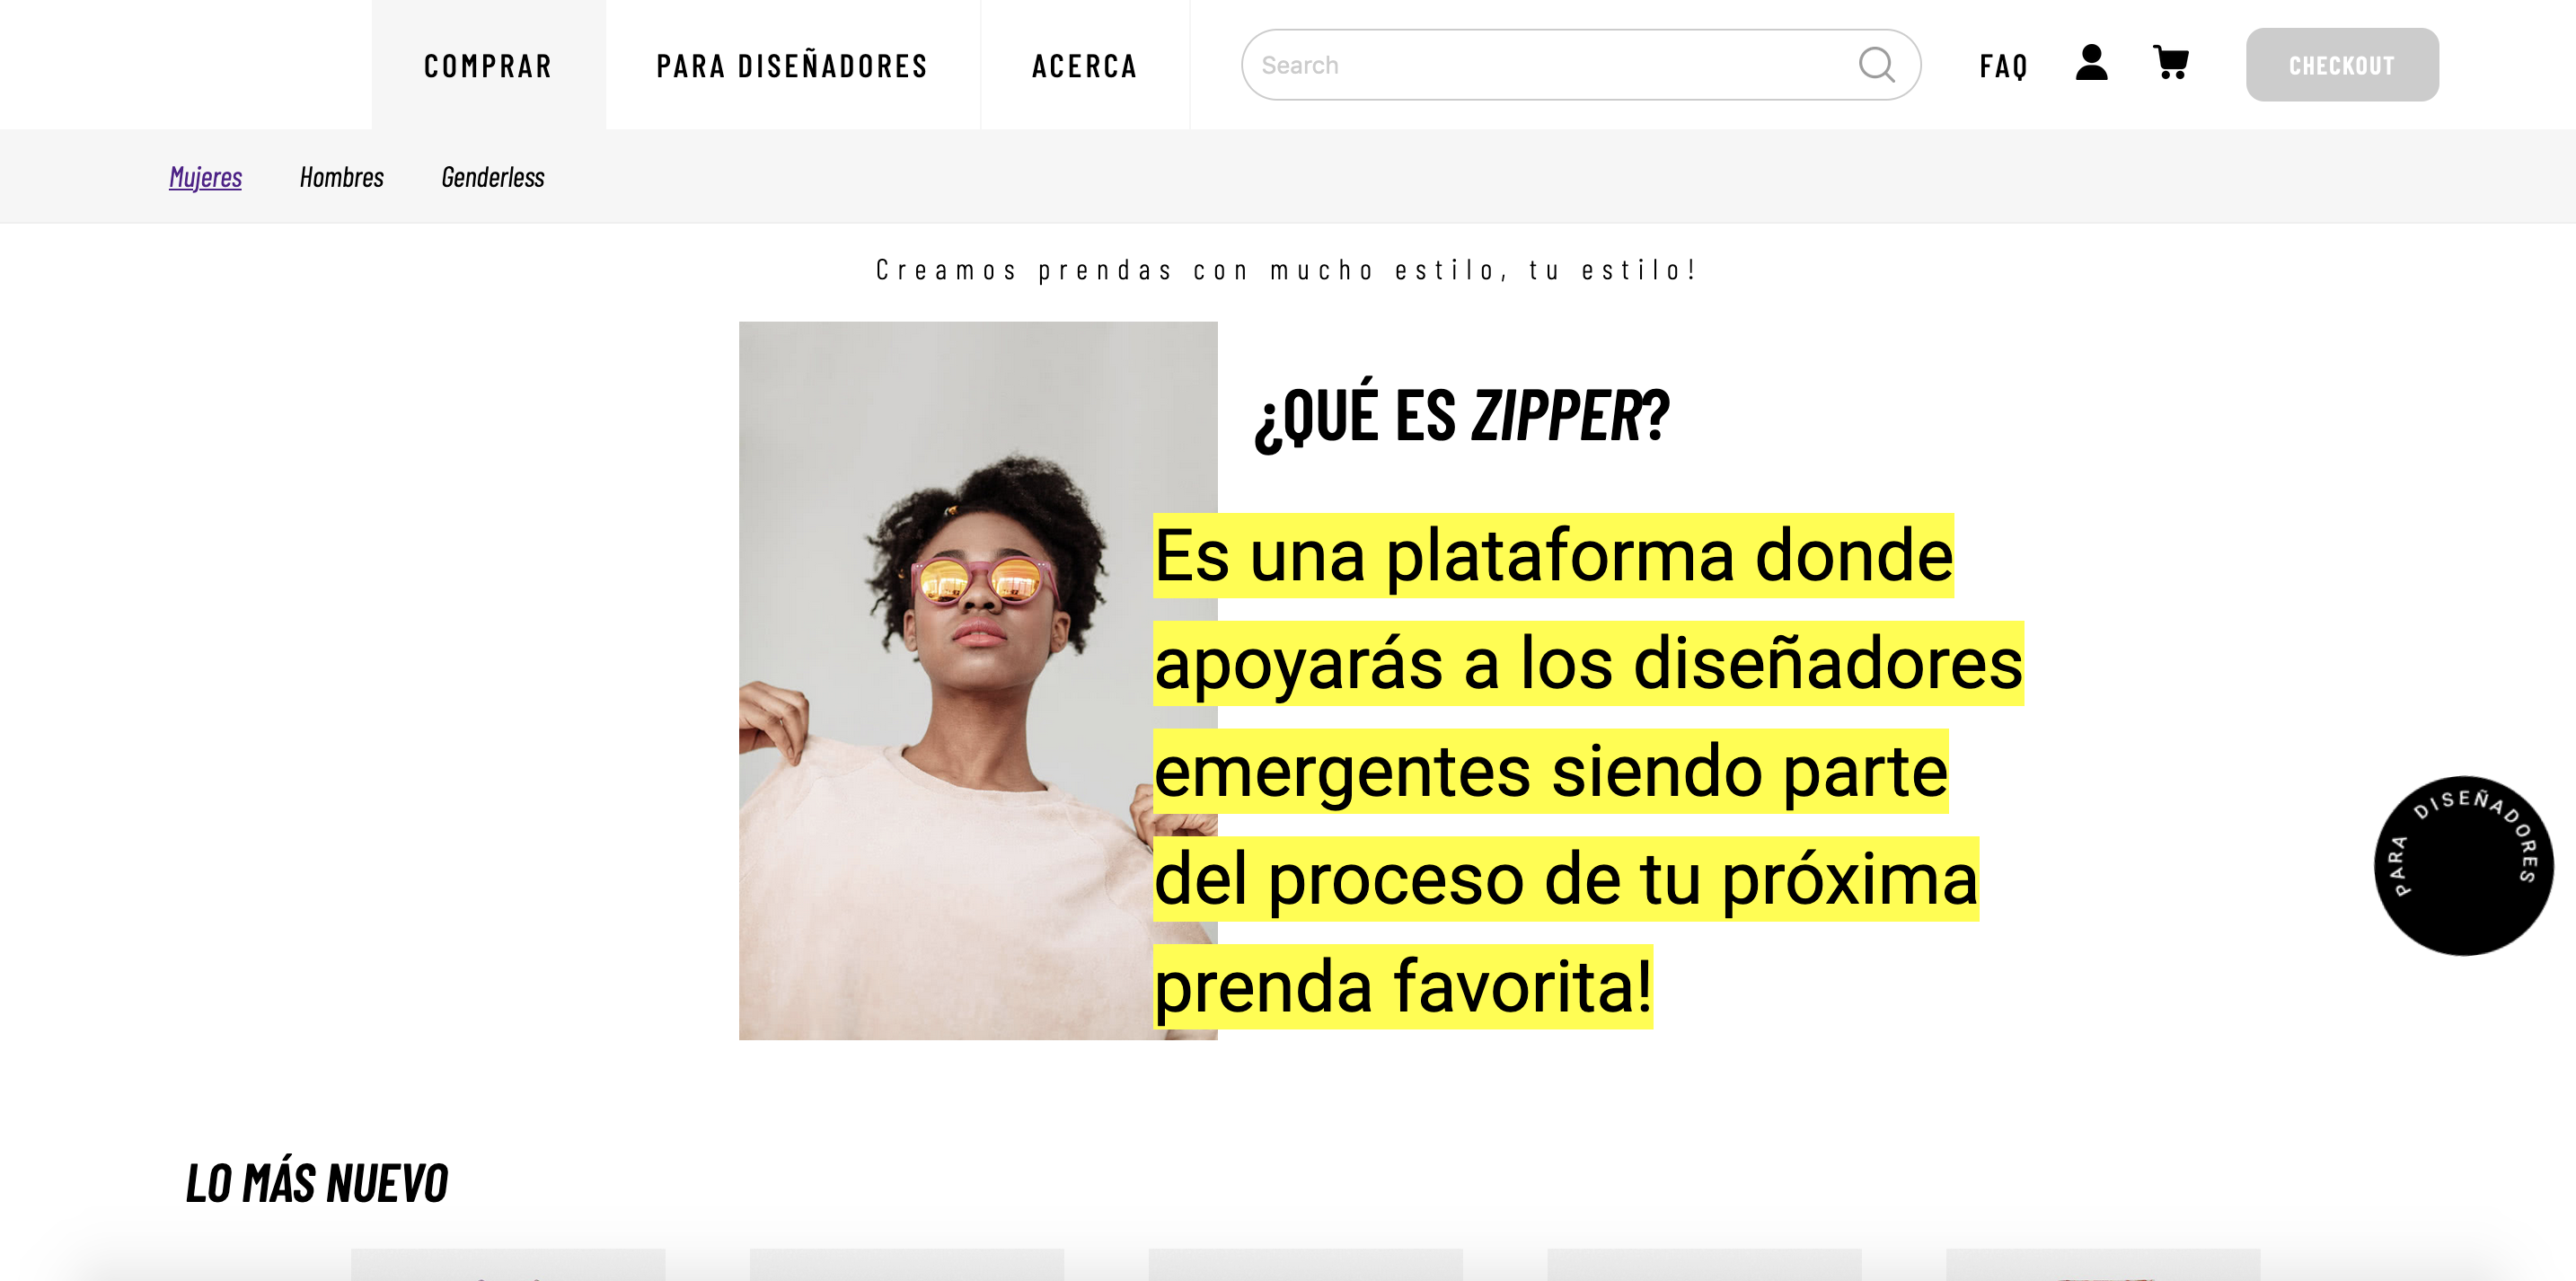 COMPRAR
PARA DISEÑADORES
ACERCA
Search
FAQ
CHECKOUT
Mujeres
Hombres
Genderless
Creamos prendas con mucho estilo, tu estilo!
¿QUÉ ES ZIPPER?
Es una plataforma donde
apoyarás a los diseñadores
emergentes siendo parte
del proceso de tu próxima
prenda favorita!
PARA DISEÑADORES
LO MÁS NUEVO